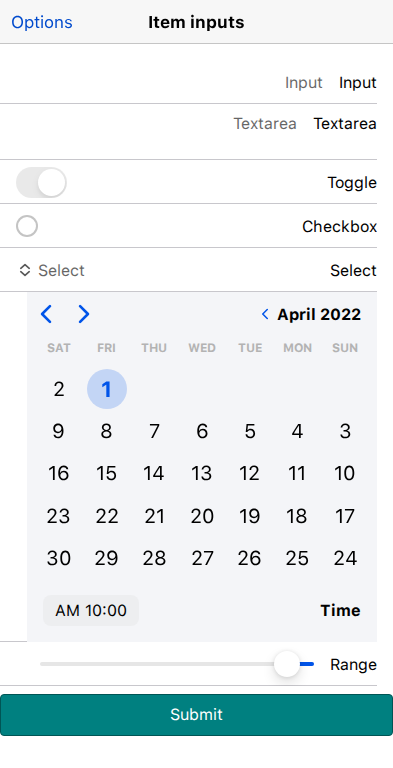 Options Item inputs
Input Input
Textarea Textarea
Toggle
Checkbox
Select Select
April 2022
SAT FRI THU WED TUE MON SUN
2 1
9 8 7 6 5 4 3
16 15 14 13 12 11 10
23 22 21 20 19 18 17
30 29 28 27 26 25 24
AM 10:00 Time
Range
Submit